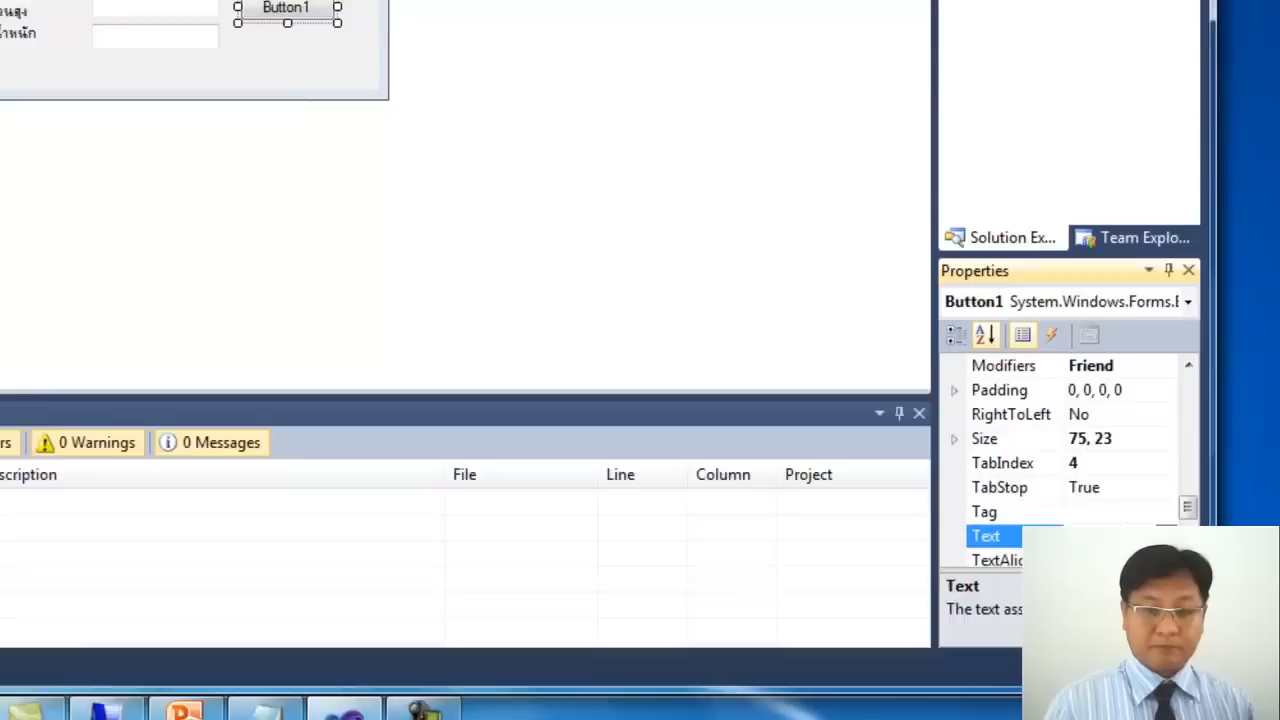 Button1
Solution Ex...
Team Explo...
Properties
Button1 System.Windows.Forms.
Modifiers Friend
Padding 0, 0, 0, 0
RightToLeft No
Size 75, 23
TabIndex 4
TabStop True
Tag
Text
TextAlig
Text
The text ass
rs
0 Warnings
0 Messages
scription
File
Line
Column
Project